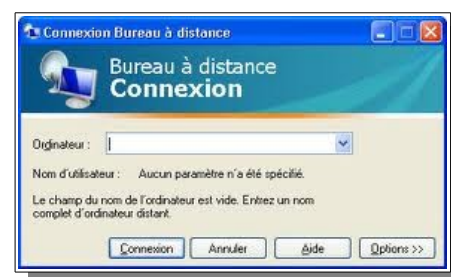 Connexion Bureau à distance
Bureau à distance
Connexion
Ordinateur :
Nom d'utilisateur : Aucun paramètre n'a été spécifié.
Le champ du nom de l'ordinateur est vide. Entrez un nom
complet d'ordinateur distant.
Connexion Annuler Aide Options >>